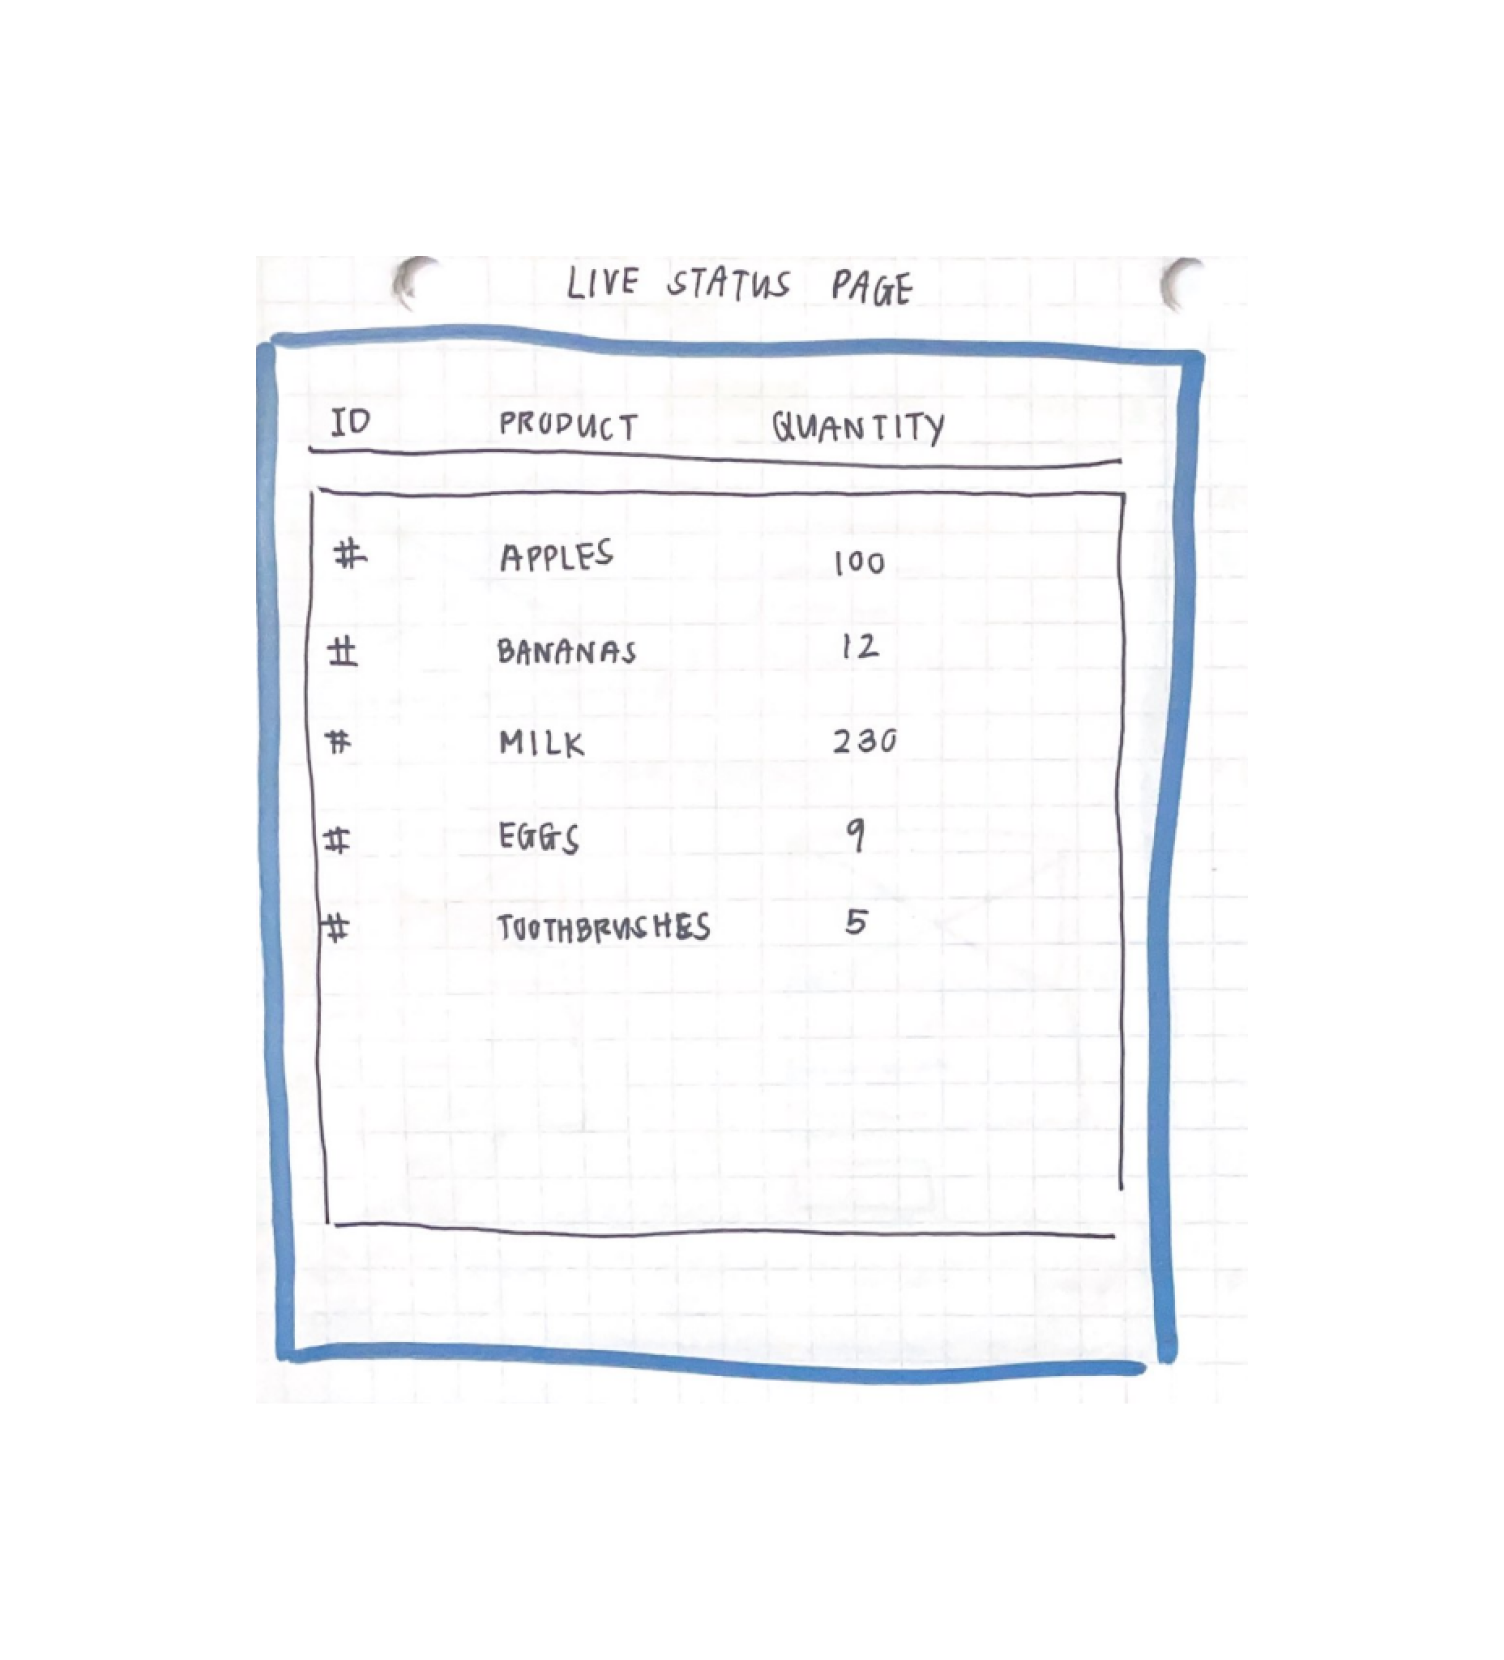 LIVE STATUS PAGE
ID PRODUCT QUANTITY
# APPLES 100
# BANANAS 12
# MILK 230
# EGGS 9
# TOOTHBRUSHES 5